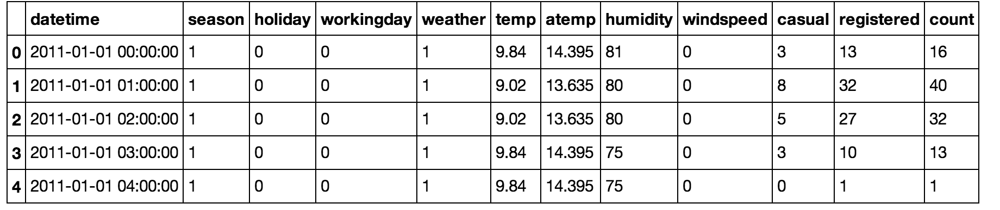 datetime season holiday workingday weather temp atemp humidity windspeed casual registered count
0 2011-01-01 00:00:00 1 0 0 1 9.84 14.395 81 0 3 13 16
1 2011-01-01 01:00:00 1 0 0 1 9.02 13.635 80 0 8 32 40
2 2011-01-01 02:00:00 1 0 0 1 9.02 13.635 80 0 5 27 32
3 2011-01-01 03:00:00 1 0 0 1 9.84 14.395 75 0 3 10 13
4 2011-01-01 04:00:00 1 0 0 1 9.84 14.395 75 0 0 1 1